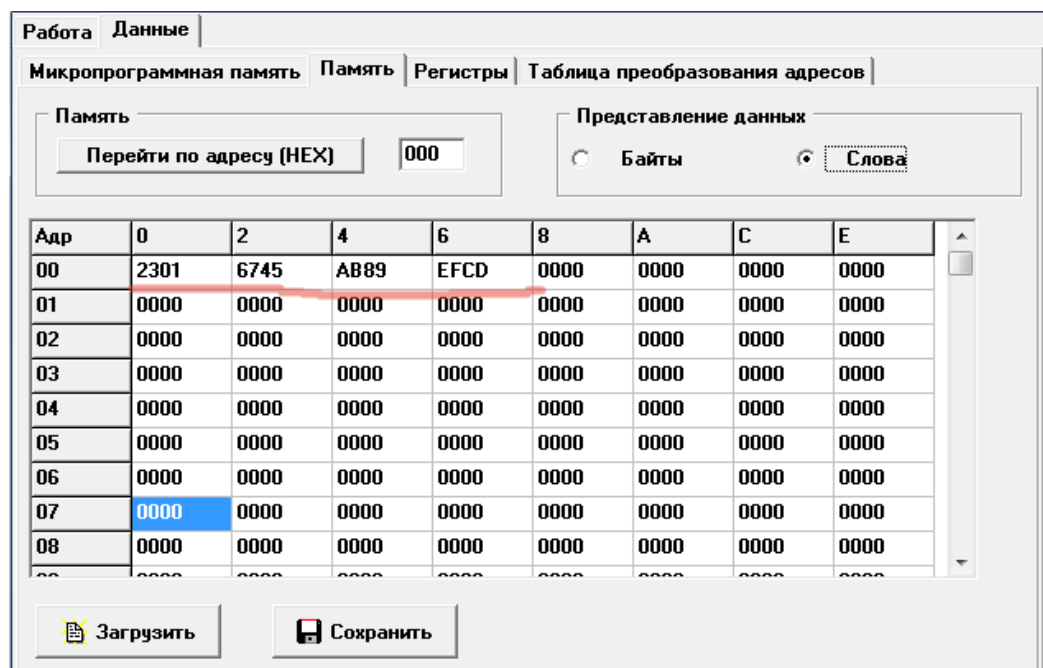 Работа Данные
Микропрограммная память Память Регистры Таблица преобразования адресов
Память Представление данных
Перейти по адресу (HEX) 000 Байты Слова
Адр 0 2 4 6 8 A C E
00 2301 6745 AB89 EFCD 0000 0000 0000 0000
01 0000 0000 0000 0000 0000 0000 0000 0000
02 0000 0000 0000 0000 0000 0000 0000 0000
03 0000 0000 0000 0000 0000 0000 0000 0000
04 0000 0000 0000 0000 0000 0000 0000 0000
05 0000 0000 0000 0000 0000 0000 0000 0000
06 0000 0000 0000 0000 0000 0000 0000 0000
07 0000 0000 0000 0000 0000 0000 0000 0000
08 0000 0000 0000 0000 0000 0000 0000 0000
Загрузить Сохранить